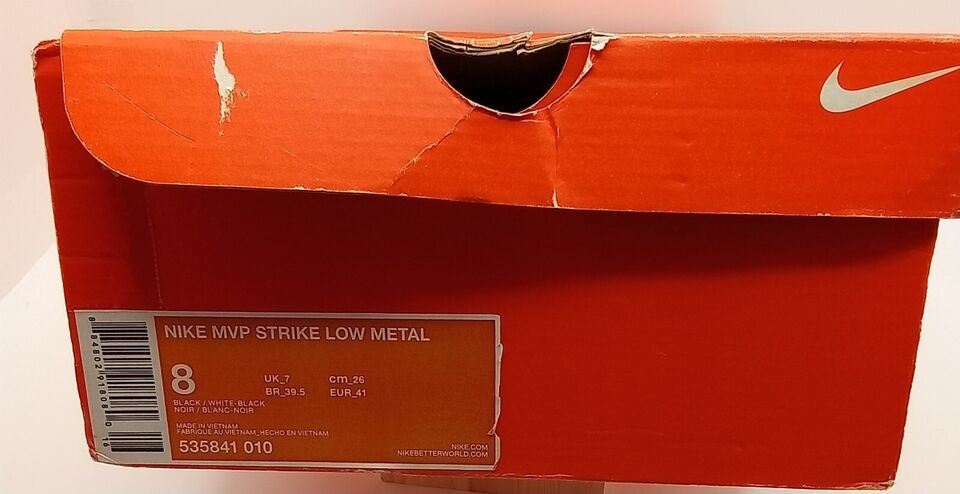 NIKE MVP STRIKE LOW METAL
8
UK_7 cm_26
BR_39.5 EUR_41
BLACK / WHITE-BLACK
NOIR / BLANC-NOIR
MADE IN VIETNAM
FABRIQUE AU VIETNAM_HECHO EN VIETNAM
535841 010
NIKE.COM
NIKEBETTERWORLD.COM